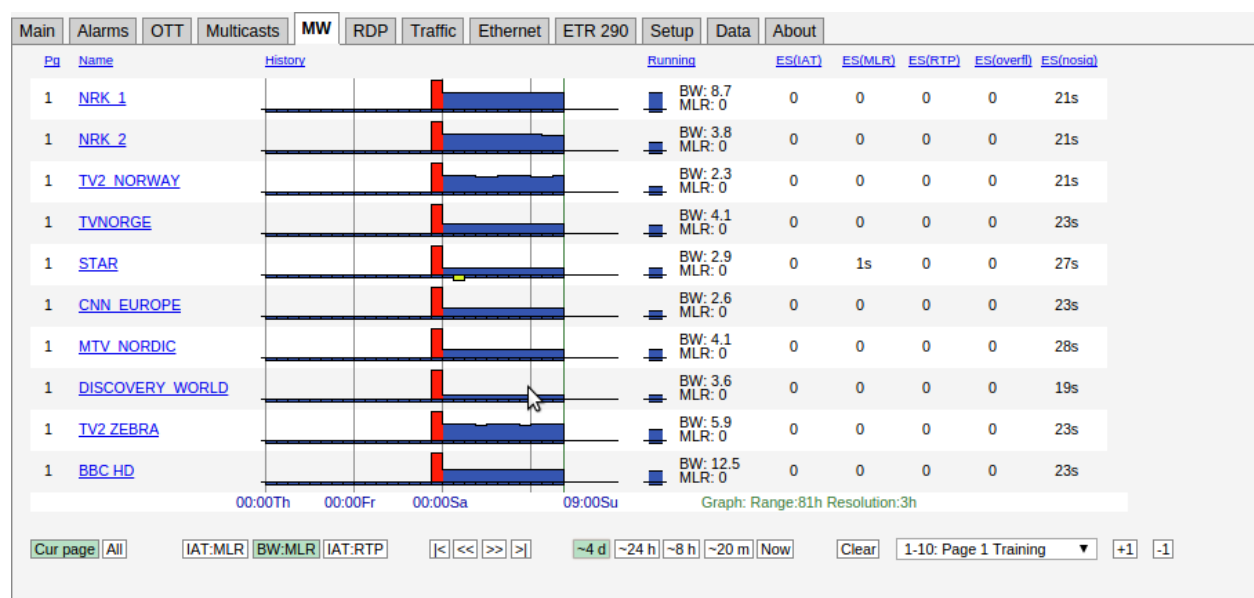 Main Alarms OTT Multicasts MW RDP Traffic Ethernet ETR 290 Setup Data About
Pg Name History Running ES(IAT) ES(MLR) ES(RTP) ES(overfl) ES(nosig)
1 NRK_1 BW: 8.7 MLR: 0 0 0 0 0 21s
1 NRK_2 BW: 3.8 MLR: 0 0 0 0 0 21s
1 TV2_NORWAY BW: 2.3 MLR: 0 0 0 0 0 21s
1 TVNORGE BW: 4.1 MLR: 0 0 0 0 0 23s
1 STAR BW: 2.9 MLR: 0 0 1s 0 0 27s
1 CNN_EUROPE BW: 2.6 MLR: 0 0 0 0 0 23s
1 MTV_NORDIC BW: 4.1 MLR: 0 0 0 0 0 28s
1 DISCOVERY_WORLD BW: 3.6 MLR: 0 0 0 0 0 19s
1 TV2 ZEBRA BW: 5.9 MLR: 0 0 0 0 0 23s
1 BBC HD BW: 12.5 MLR: 0 0 0 0 0 23s
00:00Th 00:00Fr 00:00Sa 09:00Su Graph: Range:81h Resolution:3h
Cur page All IAT:MLR BW:MLR IAT:RTP |< << >> >| ~4 d ~24 h ~8 h ~20 m Now Clear 1-10: Page 1 Training ▼ +1 -1